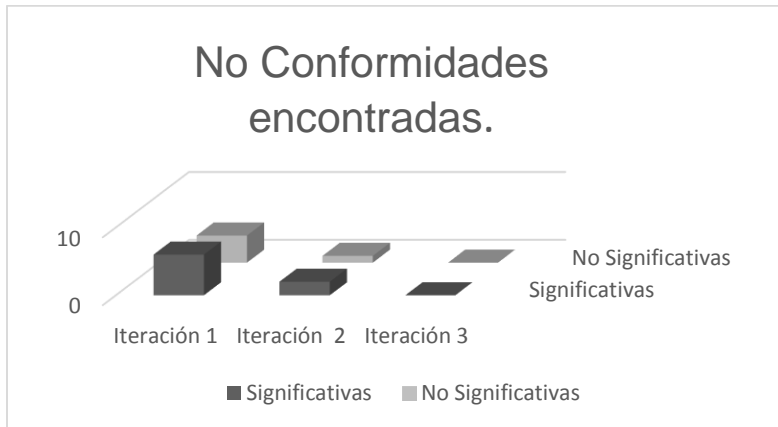 No Conformidades
encontradas.
10
0
No Significativas
Significativas
Iteración 1
Iteración  2
Iteración 3
Significativas
No Significativas